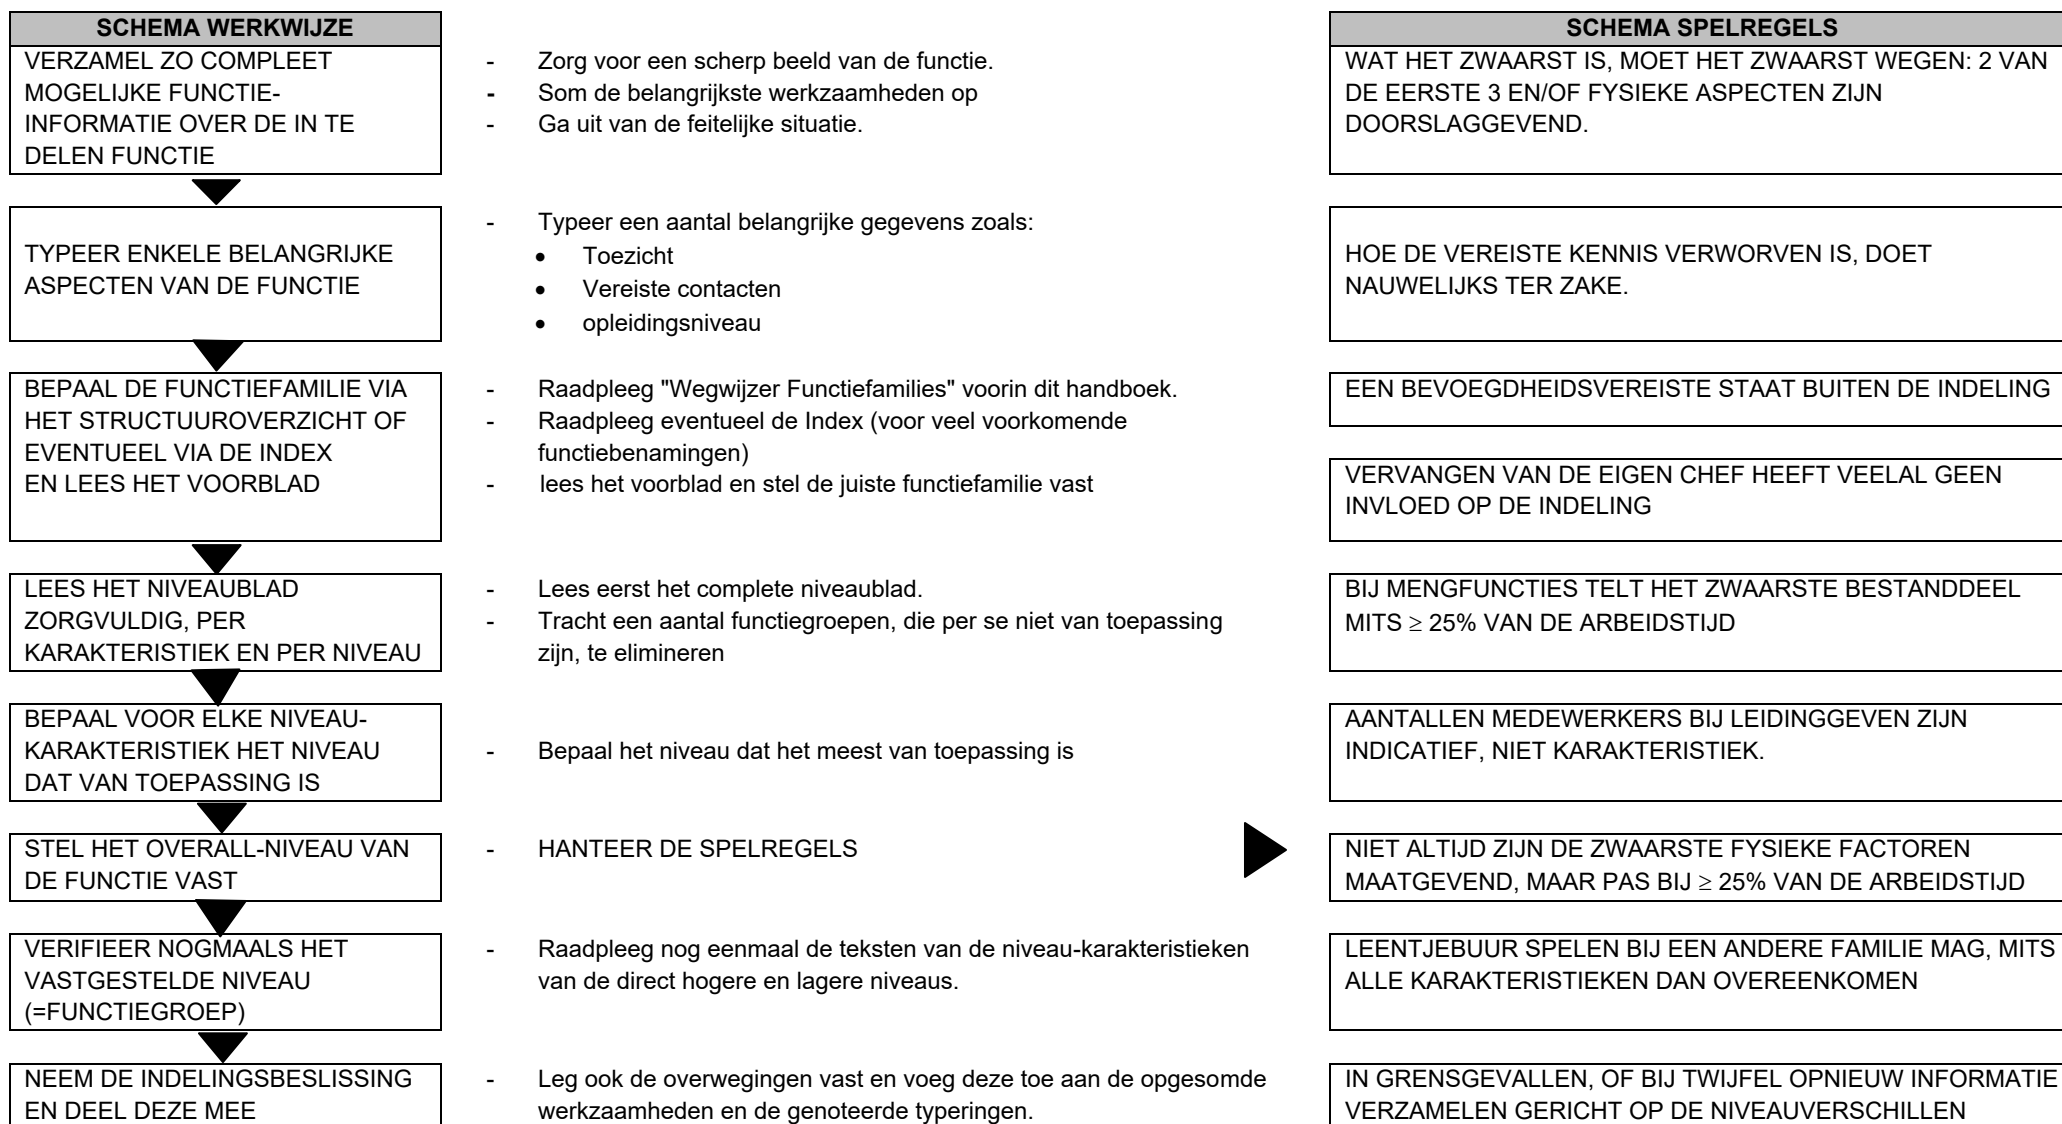 SCHEMA WERKWIJZE
VERZAMEL ZO COMPLEET
MOGELIJKE FUNCTIE-
INFORMATIE OVER DE IN TE
DELEN FUNCTIE
- Zorg voor een scherp beeld van de functie.
- Som de belangrijkste werkzaamheden op
- Ga uit van de feitelijke situatie.
TYPEER ENKELE BELANGRIJKE
ASPECTEN VAN DE FUNCTIE
- Typeer een aantal belangrijke gegevens zoals:
• Toezicht
• Vereiste contacten
• opleidingsniveau
BEPAAL DE FUNCTIEFAMILIE VIA
HET STRUCTUUROVERZICHT OF
EVENTUEEL VIA DE INDEX
EN LEES HET VOORBLAD
- Raadpleeg "Wegwijzer Functiefamilies" voorin dit handboek.
- Raadpleeg eventueel de Index (voor veel voorkomende
functiebenamingen)
- lees het voorblad en stel de juiste functiefamilie vast
LEES HET NIVEAUBLAD
ZORGVULDIG, PER
KARAKTERISTIEK EN PER NIVEAU
- Lees eerst het complete niveaublad.
- Tracht een aantal functiegroepen, die per se niet van toepassing
zijn, te elimineren
BEPAAL VOOR ELKE NIVEAU-
KARAKTERISTIEK HET NIVEAU
DAT VAN TOEPASSING IS
- Bepaal het niveau dat het meest van toepassing is
STEL HET OVERALL-NIVEAU VAN
DE FUNCTIE VAST
- HANTEER DE SPELREGELS
VERIFIEER NOGMAALS HET
VASTGESTELDE NIVEAU
(=FUNCTIEGROEP)
- Raadpleeg nog eenmaal de teksten van de niveau-karakteristieken
van de direct hogere en lagere niveaus.
NEEM DE INDELINGSBESLISSING
EN DEEL DEZE MEE
- Leg ook de overwegingen vast en voeg deze toe aan de opgesomde
werkzaamheden en de genoteerde typeringen.
SCHEMA SPELREGELS
WAT HET ZWAARST IS, MOET HET ZWAARST WEGEN: 2 VAN
DE EERSTE 3 EN/OF FYSIEKE ASPECTEN ZIJN
DOORSLAGGEVEND.
HOE DE VEREISTE KENNIS VERWORVEN IS, DOET
NAUWELIJKS TER ZAKE.
EEN BEVOEGDHEIDSVEREISTE STAAT BUITEN DE INDELING
VERVANGEN VAN DE EIGEN CHEF HEEFT VEELAL GEEN
INVLOED OP DE INDELING
BIJ MENGFUNCTIES TELT HET ZWAARSTE BESTANDDEEL
MITS ≥ 25% VAN DE ARBEIDSTIJD
AANTALLEN MEDEWERKERS BIJ LEIDINGGEVEN ZIJN
INDICATIEF, NIET KARAKTERISTIEK.
NIET ALTIJD ZIJN DE ZWAARSTE FYSIEKE FACTOREN
MAATGEVEND, MAAR PAS BIJ ≥ 25% VAN DE ARBEIDSTIJD
LEENTJEBUUR SPELEN BIJ EEN ANDERE FAMILIE MAG, MITS
ALLE KARAKTERISTIEKEN DAN OVEREENKOMEN
IN GRENSGEVALLEN, OF BIJ TWIJFEL OPNIEUW INFORMATIE
VERZAMELEN GERICHT OP DE NIVEAUVERSCHILLEN